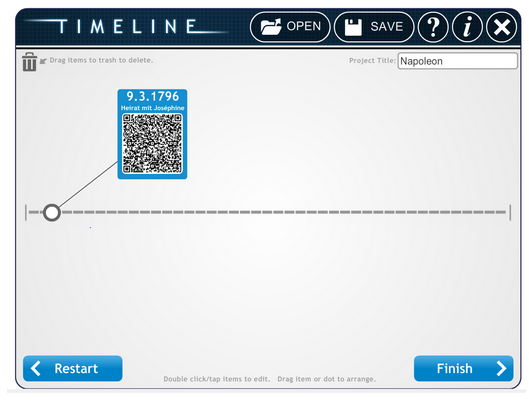 TIMELINE
OPEN
SAVE
?
i
Drag items to trash to delete.
Project Title: Napoleon
9.3.1796
Heirat mit Joséphine
Restart
Double click/tap items to edit. Drag item or dot to arrange.
Finish